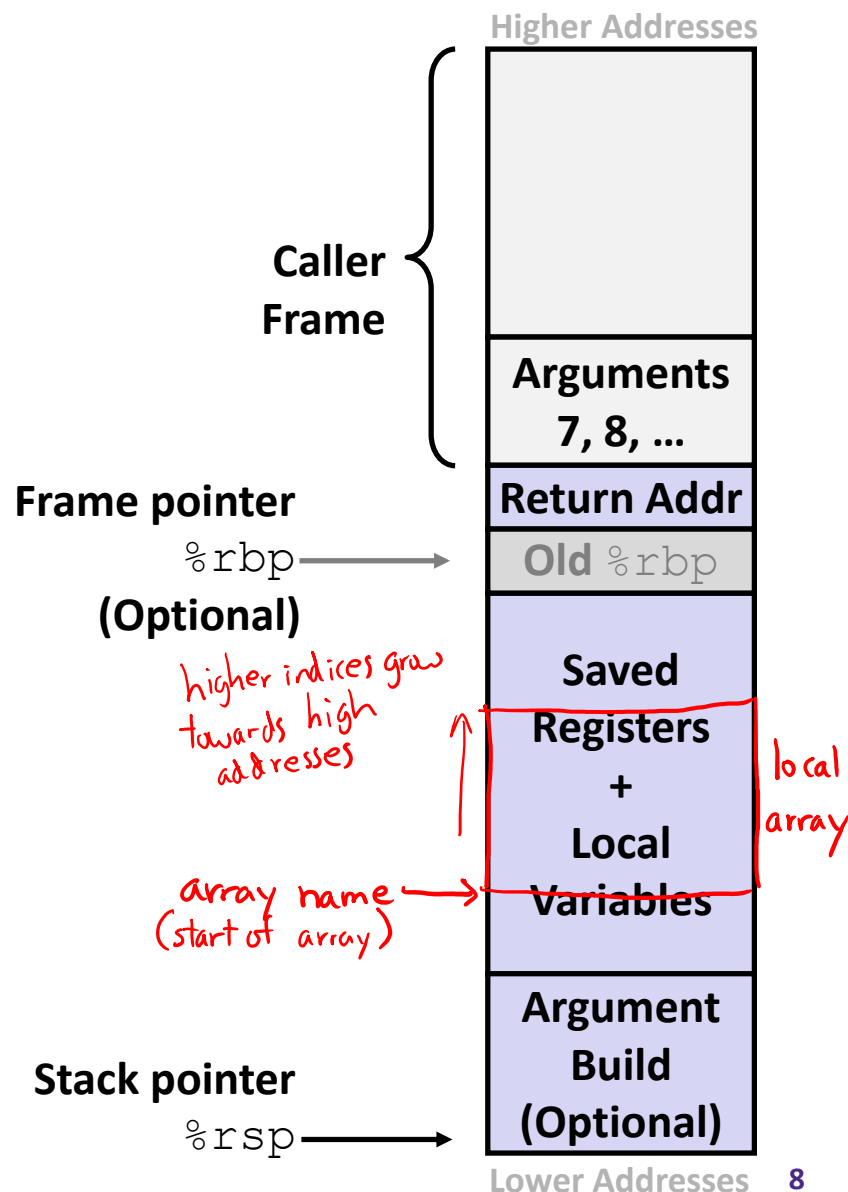 Higher Addresses
Caller
Frame
Arguments
7, 8, …
Return Addr
Frame pointer
%rbp
(Optional)
Old %rbp
higher indices grow
towards high
addresses
Saved
Registers
+
Local
Variables
local
array
array name
(start of array)
Argument
Build
(Optional)
Stack pointer
%rsp
Lower Addresses
8